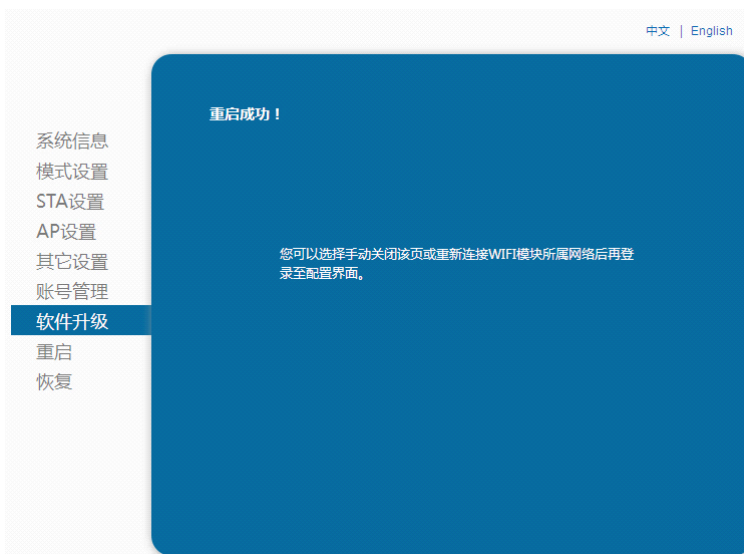 中文 | English
重启成功！
系统信息
模式设置
STA设置
AP设置
其它设置
账号管理
软件升级
重启
恢复
您可以选择手动关闭该页或重新连接WIFI模块所属网络后再登
录至配置界面。